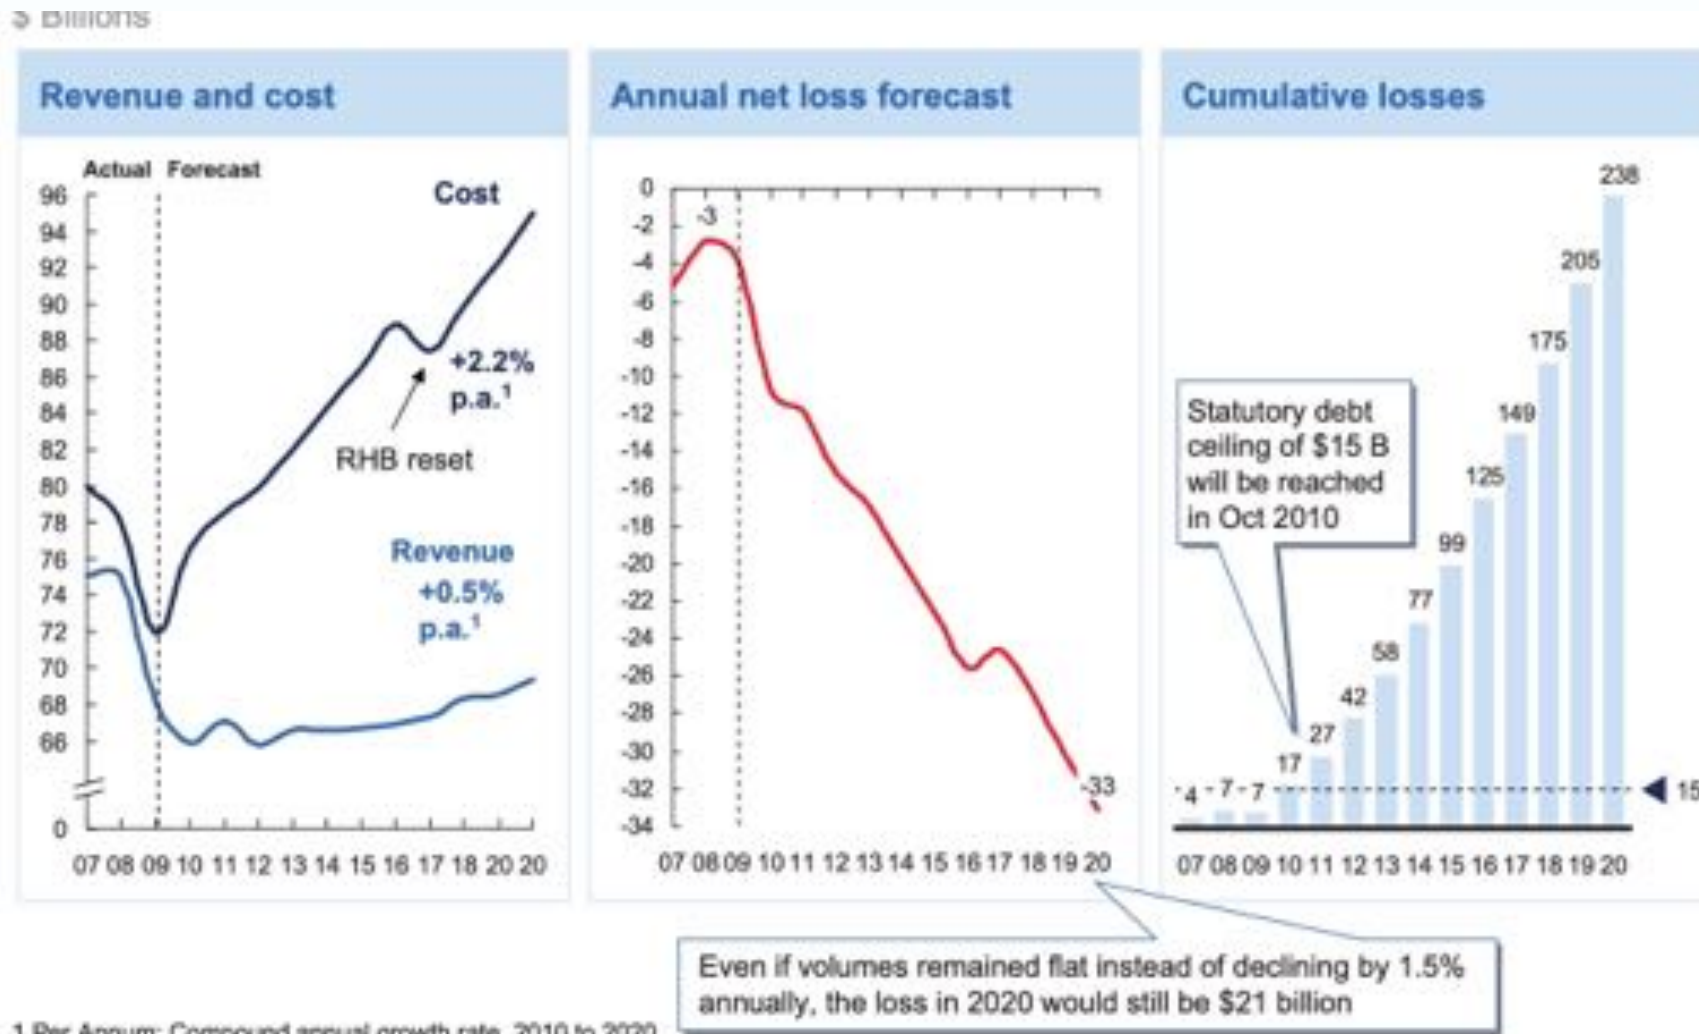 $ Billions
Revenue and cost
Actual Forecast
96
94
92
90
88
86
84
82
80
78
76
74
72
70
68
66
0
Cost
+2.2%
p.a.¹
RHB reset
Revenue
+0.5%
p.a.¹
07 08 09 10 11 12 13 14 15 16 17 18 20 20
Annual net loss forecast
0
-2
-4
-6
-8
-10
-12
-14
-16
-18
-20
-22
-24
-26
-28
-30
-32
-34
-3
-33
07 08 09 10 11 12 13 14 15 16 17 18 19 20
Cumulative losses
Statutory debt
ceiling of $15 B
will be reached
in Oct 2010
4
7
7
17
27
42
58
77
99
125
149
175
205
238
15
07 08 09 10 11 12 13 14 15 16 17 18 19 20
Even if volumes remained flat instead of declining by 1.5%
annually, the loss in 2020 would still be $21 billion
1 Per Annum: Compound annual growth rate, 2010 to 2020